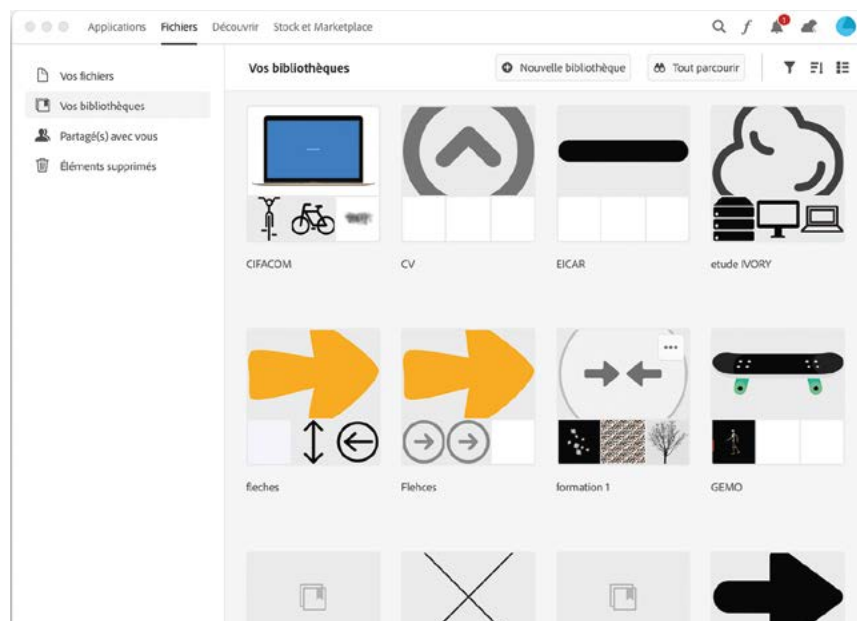 Applications Fichiers Découvrir Stock et Marketplace
1
Vos fichiers
Vos bibliothèques
Partagé(s) avec vous
Éléments supprimés
Vos bibliothèques
Nouvelle bibliothèque
Tout parcourir
CIFACOM
CV
EICAR
etude IVORY
fleches
Flehces
formation 1
GEMO